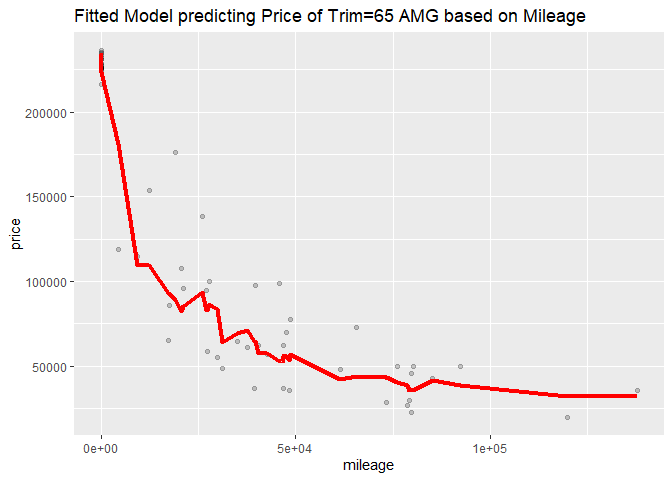 Fitted Model predicting Price of Trim=65 AMG based on Mileage
200000
150000
100000
50000
price
0e+00 5e+04 1e+05
mileage